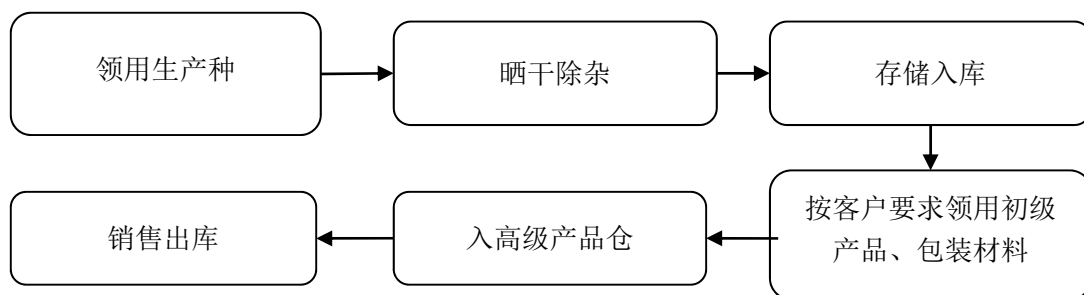 领用生产种
晒干除杂
存储入库
按客户要求领用初级
产品、包装材料
入高级产品仓
销售出库